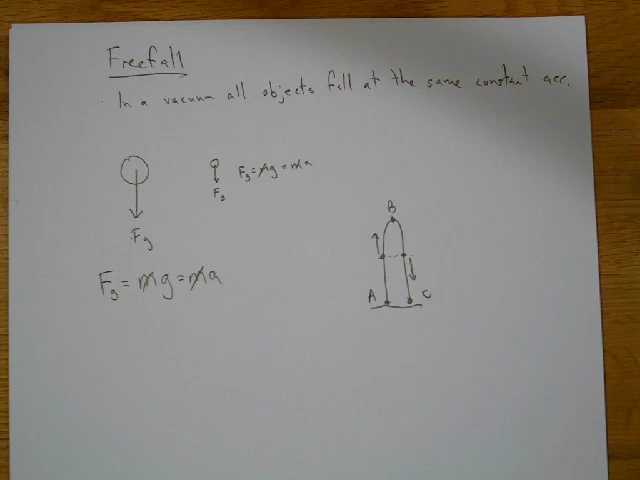 Freefall
In a vacuum all objects fall at the same constant acc.
Fg = mg = ma
Fg
Fg
Fg = mg = ma
B
A C